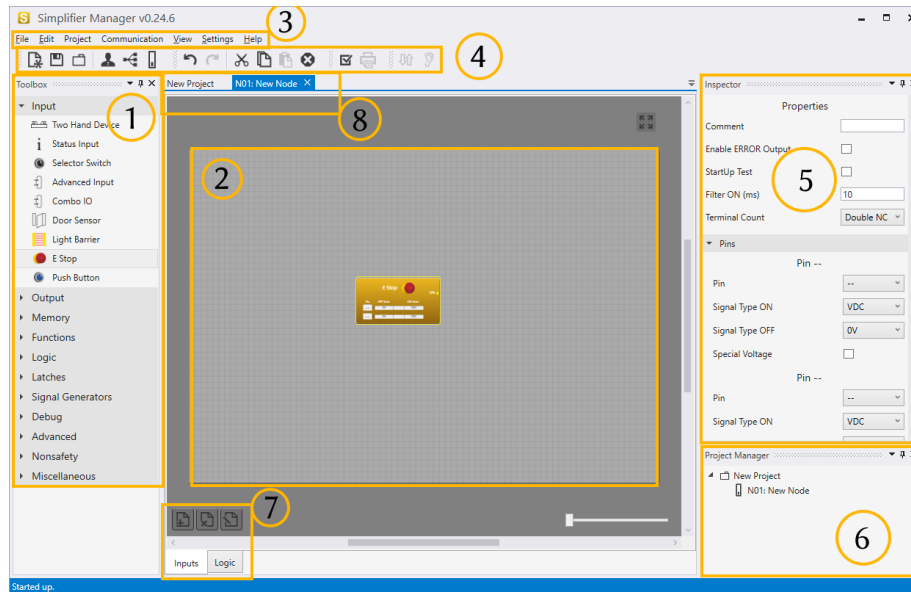 Simplifier Manager v0.24.6
3
File Edit Project Communication View Settings Help
4
Toolbox
New Project N01: New Node
Inspector
8
Input
1
Two Hand Device
Status Input
Selector Switch
Advanced Input
Combo IO
Door Sensor
Light Barrier
E Stop
Push Button
Output
Memory
Functions
Logic
Latches
Signal Generators
Debug
Advanced
Nonsafety
Miscellaneous
2
E Stop
Properties
Comment
Enable ERROR Output
StartUp Test
5
Filter ON (ms) 10
Terminal Count Double NC
Pins
Pin --
Pin --
Signal Type ON VDC
Signal Type OFF 0V
Special Voltage
Pin --
Pin --
Signal Type ON VDC
Project Manager
New Project
N01: New Node
6
7
Inputs Logic
Started up.